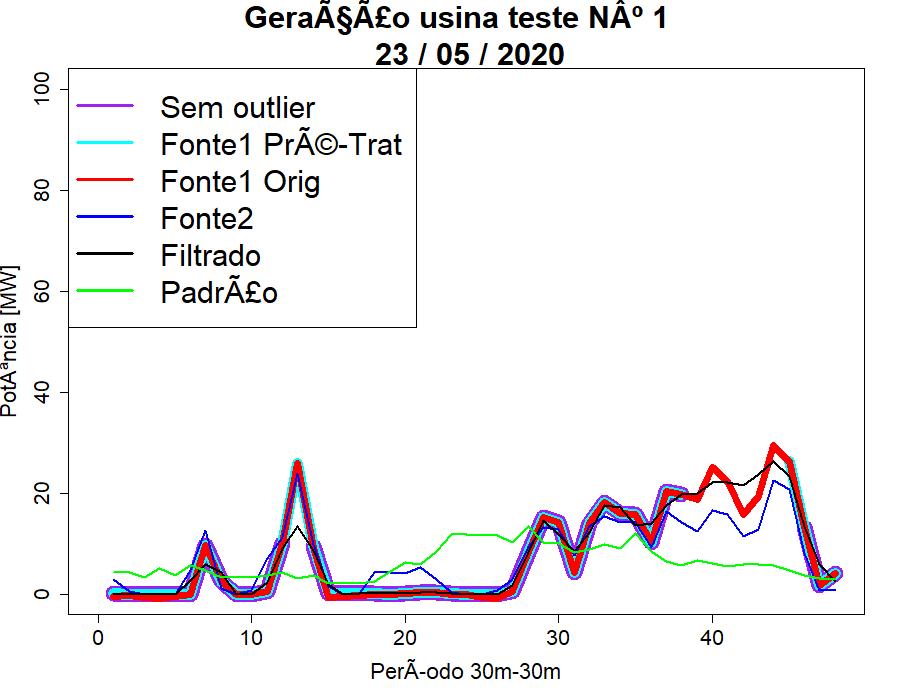 GeraÃ§Ã£o usina teste NÂº 1
23 / 05 / 2020
Sem outlier
Fonte1 PrÃ©-Trat
Fonte1 Orig
Fonte2
Filtrado
PadrÃ£o
PotÃªncia [MW]
100
80
60
40
20
0
0 10 20 30 40
PerÃ­-odo 30m-30m